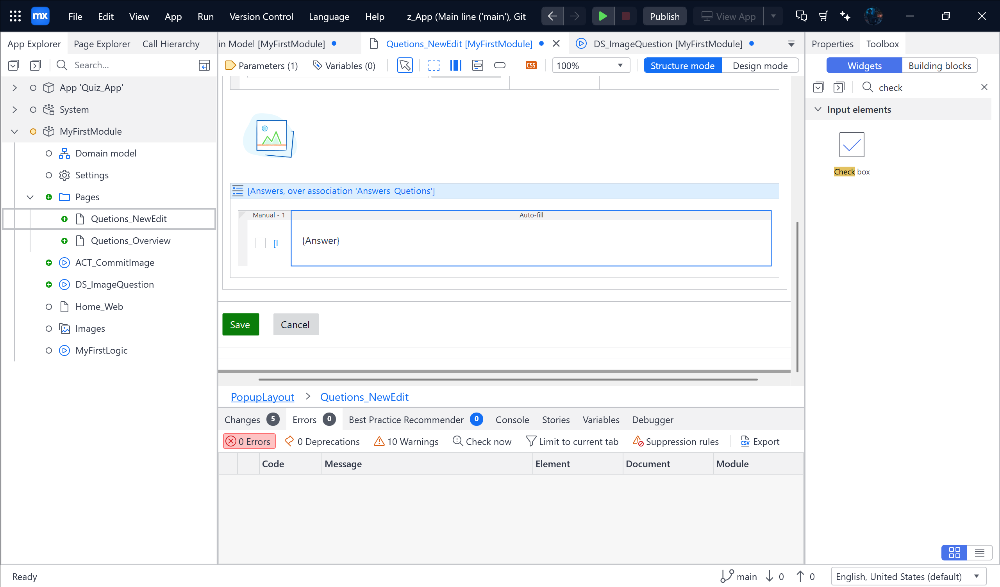 mx File Edit View App Run Version Control Language Help z_App (Main line ('main'), Git Publish View App
App Explorer Page Explorer Call Hierarchy
Search...
App 'Quiz_App'
System
MyFirstModule
Domain model
Settings
Pages
Quetions_NewEdit
Quetions_Overview
ACT_CommitImage
DS_ImageQuestion
Home_Web
Images
MyFirstLogic
in Model [MyFirstModule] Quetions_NewEdit [MyFirstModule] DS_ImageQuestion [MyFirstModule]
Parameters (1) Variables (0) CSS 100% Structure mode Design mode
[Answers, over association 'Answers_Quetions']
Manual - 1 Auto-fill
{Answer}
Save Cancel
PopupLayout > Quetions_NewEdit
Changes 5 Errors 0 Best Practice Recommender 0 Console Stories Variables Debugger
0 Errors 0 Deprecations 10 Warnings Check now Limit to current tab Suppression rules CSV Export
Code Message Element Document Module
Properties Toolbox
Widgets Building blocks
check
Input elements
Check box
Ready main 0 0 English, United States (default)